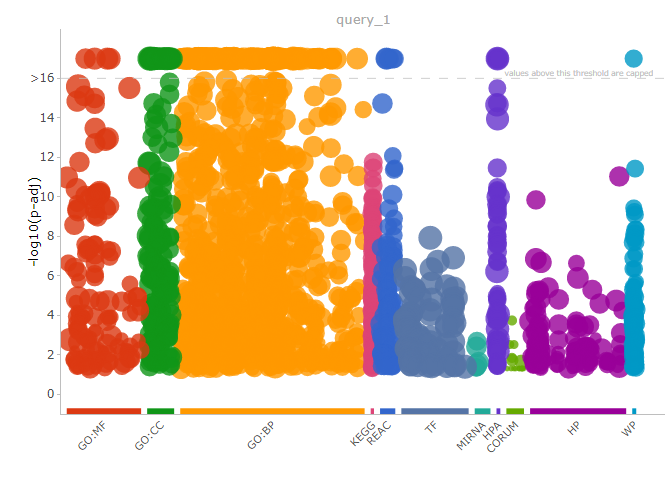 query_1
values above this threshold are capped
-log10(p-adj)
>16
14
12
10
8
6
4
2
0
GO:MF
GO:CC
GO:BP
KEGG
REAC
TF
MIRNA
HPA
CORUM
HP
WP